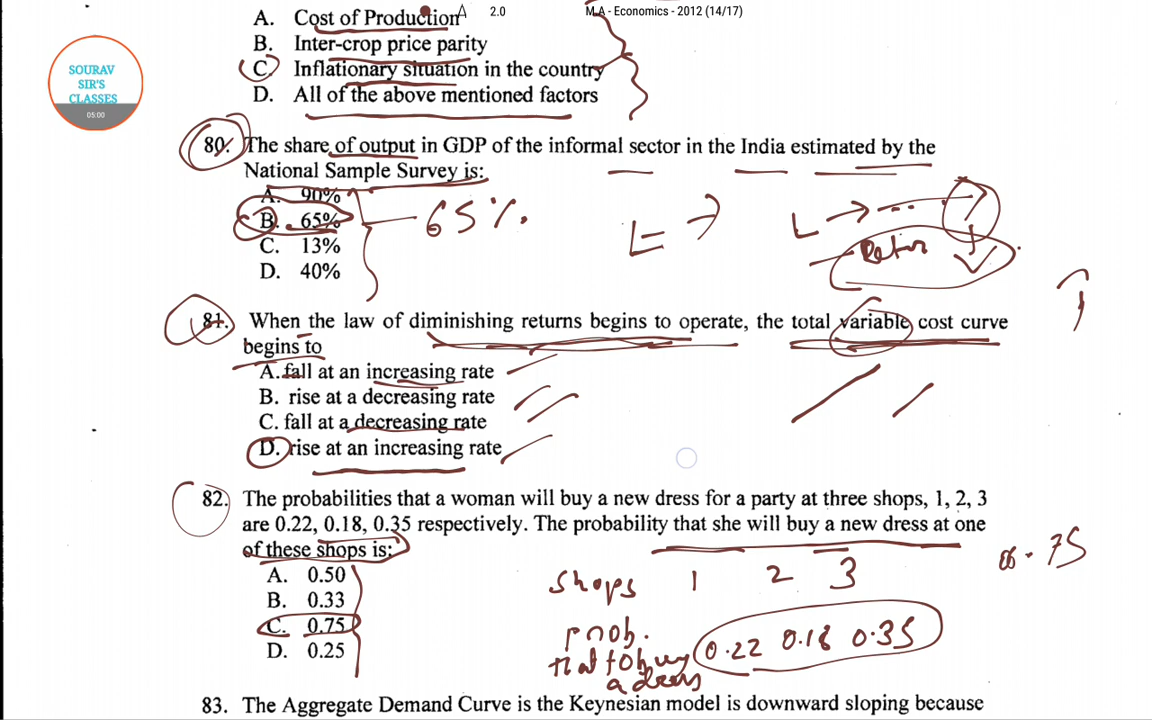 A. Cost of Production
2.0
M.A - Economics - 2012 (14/17)
B. Inter-crop price parity
C. Inflationary situation in the country
D. All of the above mentioned factors
SOURAV
SIR'S
CLASSES
05:00
80. The share of output in GDP of the informal sector in the India estimated by the
National Sample Survey is:
A. 90%
B. 65%
C. 13%
D. 40%
65%.
L → ...
81. When the law of diminishing returns begins to operate, the total variable cost curve
begins to
A. fall at an increasing rate
B. rise at a decreasing rate
C. fall at a decreasing rate
D. rise at an increasing rate
82. The probabilities that a woman will buy a new dress for a party at three shops, 1, 2, 3
are 0.22, 0.18, 0.35 respectively. The probability that she will buy a new dress at one
of these shops is:
A. 0.50
B. 0.33
C. 0.75
D. 0.25
shops 1 2 3
prob. 0.22 0.18 0.35
a dress
83. The Aggregate Demand Curve is the Keynesian model is downward sloping because